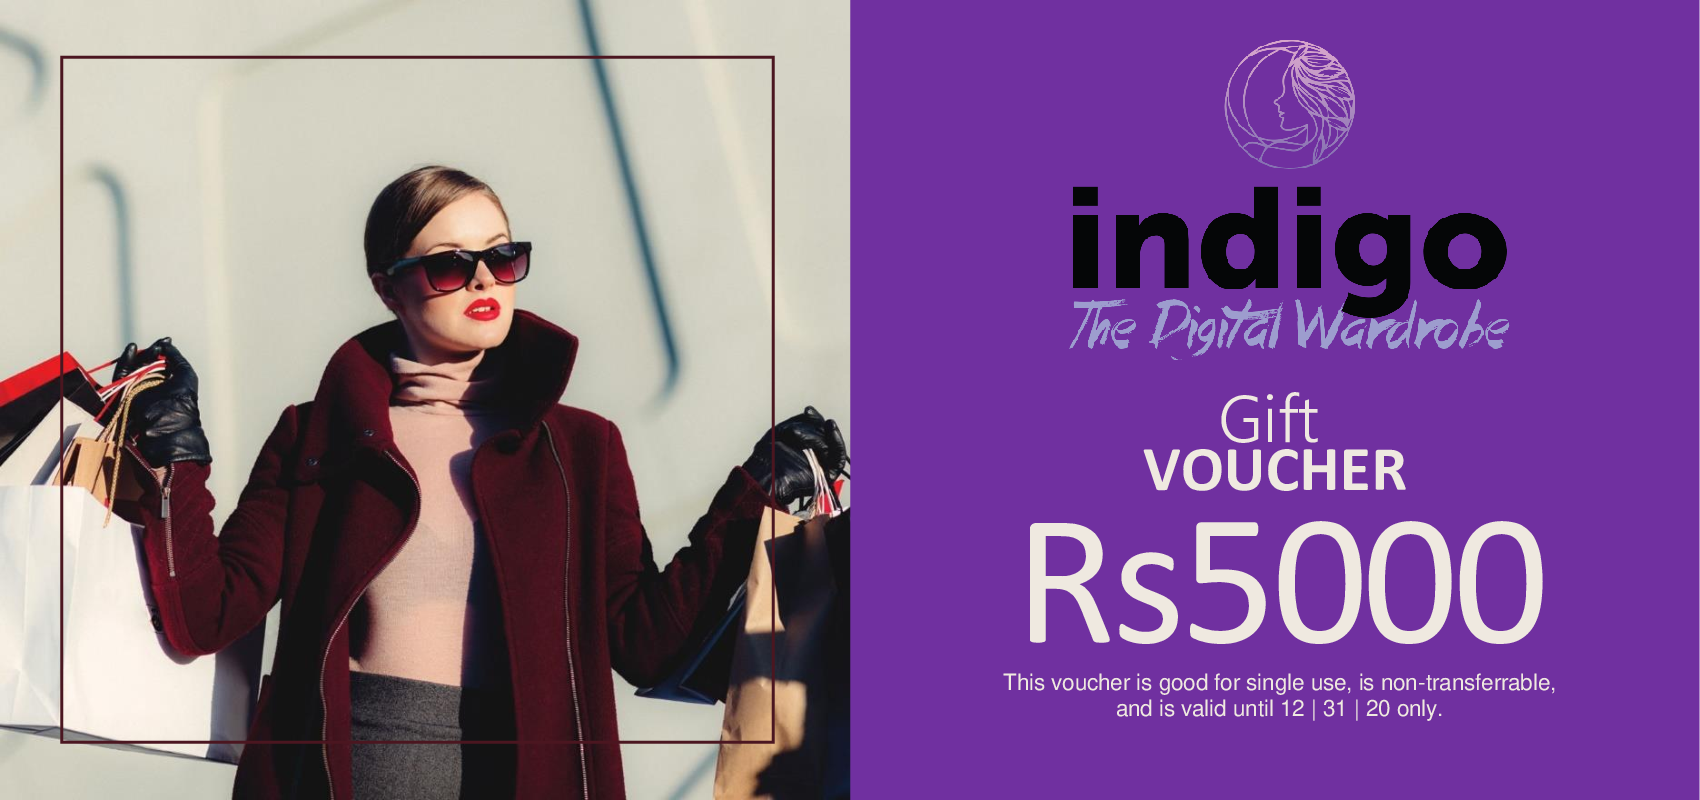 indigo
The Digital Wardrobe
Gift
VOUCHER
Rs5000
This voucher is good for single use, is non-transferrable,
and is valid until 12 | 31 | 20 only.